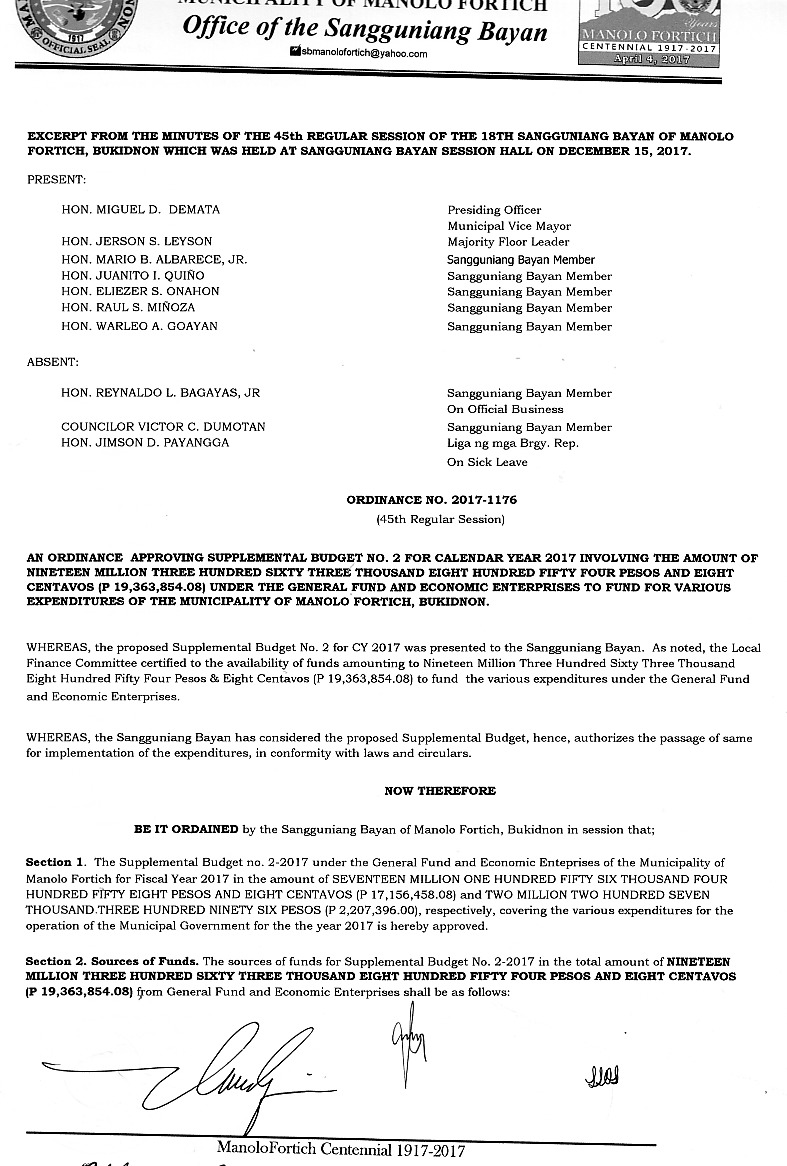 MUNICIPALITY OF MANOLO FORTICH
Office of the Sangguniang Bayan
sbmanolofortich@yahoo.com
OFFICIAL SEAL
1917
Years
MANOLO FORTICH
CENTENNIAL 1917-2017
April 4, 2017
EXCERPT FROM THE MINUTES OF THE 45th REGULAR SESSION OF THE 18TH SANGGUNIANG BAYAN OF MANOLO
FORTICH, BUKIDNON WHICH WAS HELD AT SANGGUNIANG BAYAN SESSION HALL ON DECEMBER 15, 2017.
PRESENT:
HON. MIGUEL D. DEMATA Presiding Officer
Municipal Vice Mayor
HON. JERSON S. LEYSON Majority Floor Leader
HON. MARIO B. ALBARECE, JR. Sangguniang Bayan Member
HON. JUANITO I. QUIÑO Sangguniang Bayan Member
HON. ELIEZER S. ONAHON Sangguniang Bayan Member
HON. RAUL S. MIÑOZA Sangguniang Bayan Member
HON. WARLEO A. GOAYAN Sangguniang Bayan Member
ABSENT:
HON. REYNALDO L. BAGAYAS, JR Sangguniang Bayan Member
On Official Business
COUNCILOR VICTOR C. DUMOTAN Sangguniang Bayan Member
HON. JIMSON D. PAYANGGA Liga ng mga Brgy. Rep.
On Sick Leave
ORDINANCE NO. 2017-1176
(45th Regular Session)
AN ORDINANCE APPROVING SUPPLEMENTAL BUDGET NO. 2 FOR CALENDAR YEAR 2017 INVOLVING THE AMOUNT OF
NINETEEN MILLION THREE HUNDRED SIXTY THREE THOUSAND EIGHT HUNDRED FIFTY FOUR PESOS AND EIGHT
CENTAVOS (P 19,363,854.08) UNDER THE GENERAL FUND AND ECONOMIC ENTERPRISES TO FUND FOR VARIOUS
EXPENDITURES OF THE MUNICIPALITY OF MANOLO FORTICH, BUKIDNON.
WHEREAS, the proposed Supplemental Budget No. 2 for CY 2017 was presented to the Sangguniang Bayan. As noted, the Local
Finance Committee certified to the availability of funds amounting to Nineteen Million Three Hundred Sixty Three Thousand
Eight Hundred Fifty Four Pesos & Eight Centavos (P 19,363,854.08) to fund the various expenditures under the General Fund
and Economic Enterprises.
WHEREAS, the Sangguniang Bayan has considered the proposed Supplemental Budget, hence, authorizes the passage of same
for implementation of the expenditures, in conformity with laws and circulars.
NOW THEREFORE
BE IT ORDAINED by the Sangguniang Bayan of Manolo Fortich, Bukidnon in session that;
Section 1. The Supplemental Budget no. 2-2017 under the General Fund and Economic Enteprises of the Municipality of
Manolo Fortich for Fiscal Year 2017 in the amount of SEVENTEEN MILLION ONE HUNDRED FIFTY SIX THOUSAND FOUR
HUNDRED FIFTY EIGHT PESOS AND EIGHT CENTAVOS (P 17,156,458.08) and TWO MILLION TWO HUNDRED SEVEN
THOUSAND THREE HUNDRED NINETY SIX PESOS (P 2,207,396.00), respectively, covering the various expenditures for the
operation of the Municipal Government for the the year 2017 is hereby approved.
Section 2. Sources of Funds. The sources of funds for Supplemental Budget No. 2-2017 in the total amount of NINETEEN
MILLION THREE HUNDRED SIXTY THREE THOUSAND EIGHT HUNDRED FIFTY FOUR PESOS AND EIGHT CENTAVOS
(P 19,363,854.08) from General Fund and Economic Enterprises shall be as follows:
ManoloFortich Centennial 1917-2017